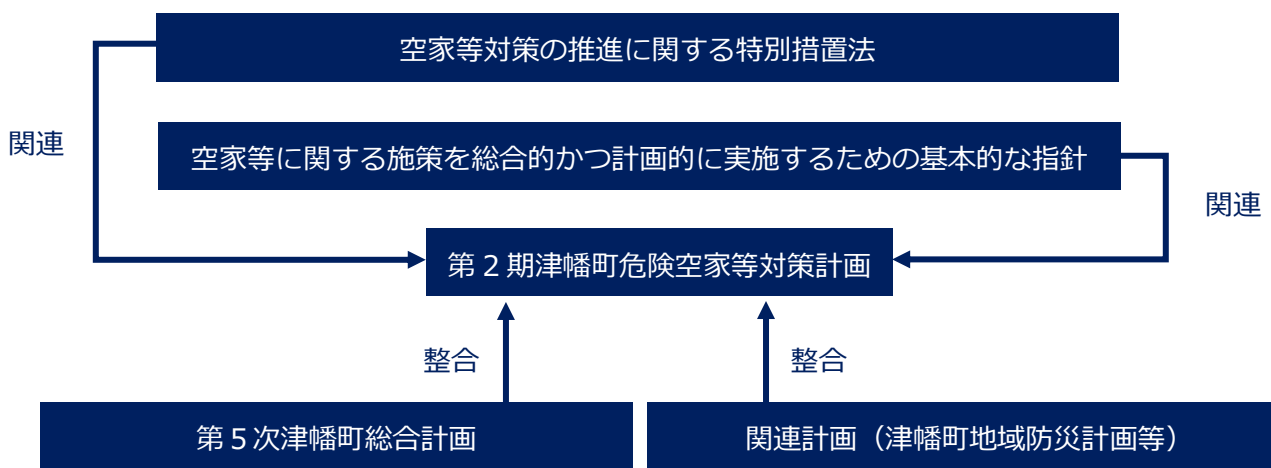 空家等対策の推進に関する特別措置法
関連
空家等に関する施策を総合的かつ計画的に実施するための基本的な指針
関連
第２期津幡町危険空家等対策計画
整合
整合
第５次津幡町総合計画
関連計画（津幡町地域防災計画等）